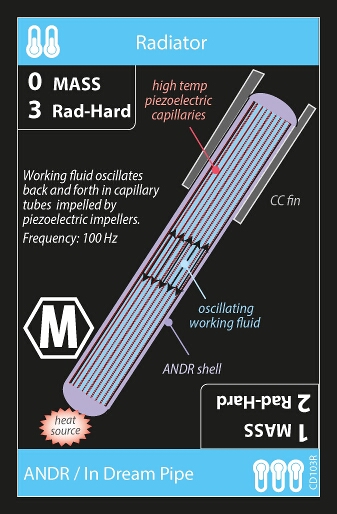 Radiator
0 MASS
3 Rad-Hard
high temp
piezoelectric
capillaries
Working fluid oscillates
back and forth in capillary
tubes impelled by
piezoelectric impellers.
Frequency: 100 Hz
CC fin
M
oscillating
working fluid
ANDR shell
heat
source
1 MASS
2 Rad-Hard
ANDR / In Dream Pipe
CD103R